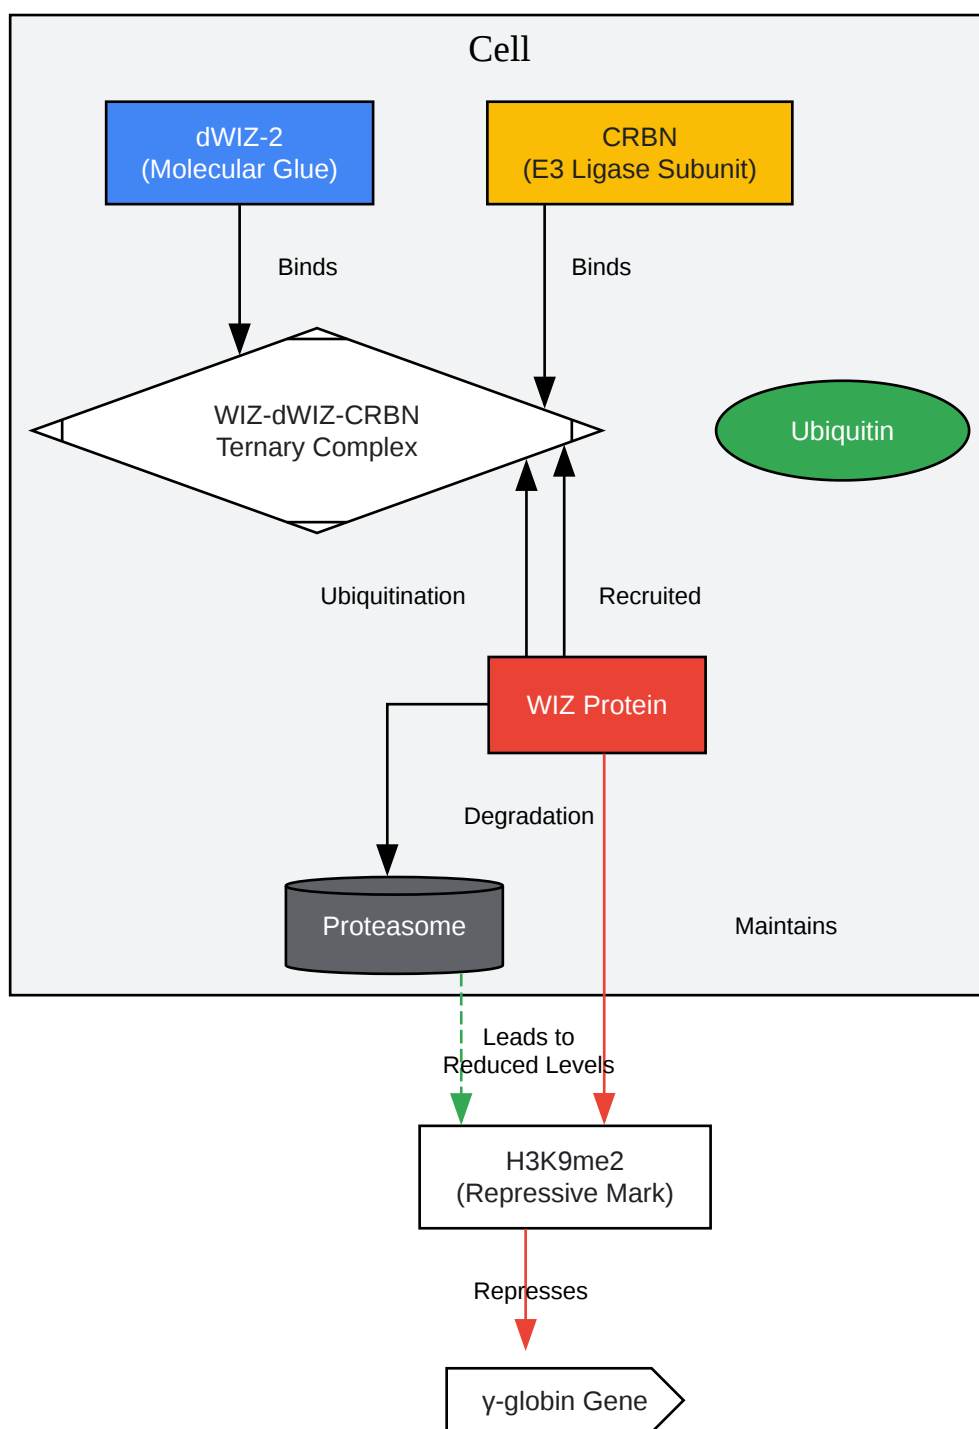 Cell
dWIZ-2
(Molecular Glue)
CRBN
(E3 Ligase Subunit)
Binds
Binds
WIZ-dWIZ-CRBN
Ternary Complex
Ubiquitin
Ubiquitination
Recruited
WIZ Protein
Degradation
Proteasome
Maintains
Leads to
Reduced Levels
H3K9me2
(Repressive Mark)
Represses
γ-globin Gene